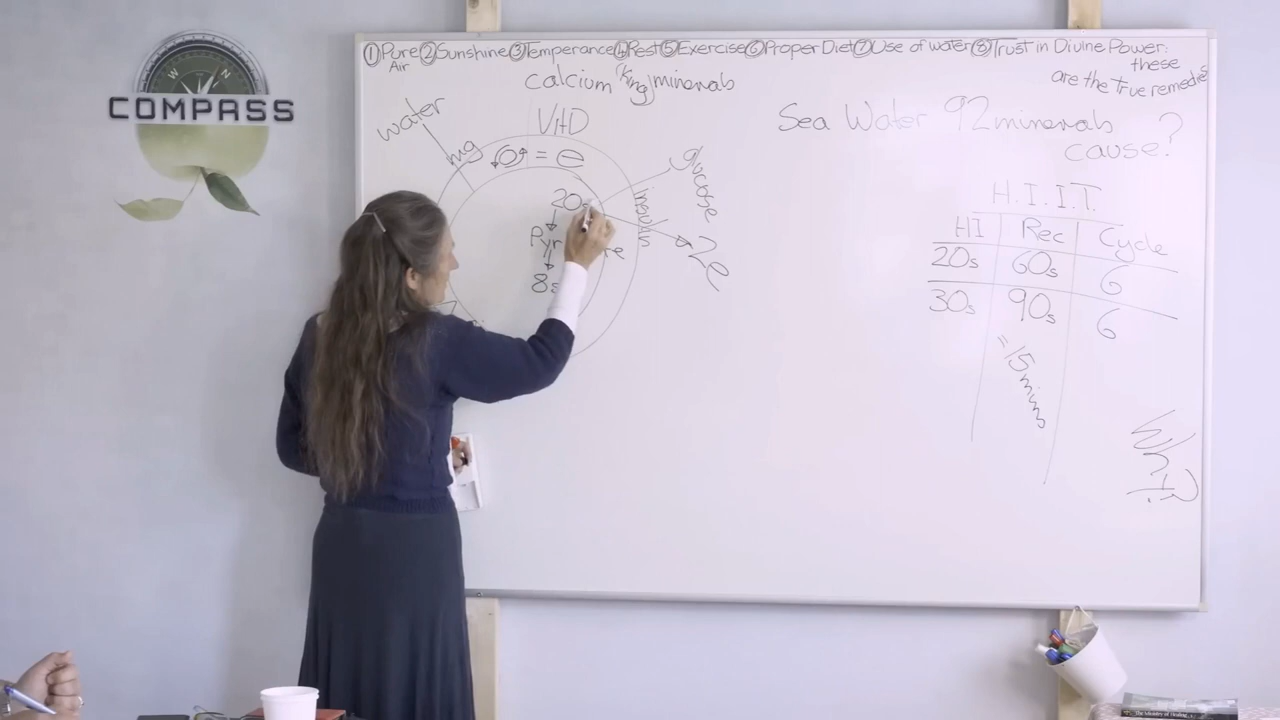 COMPASS
W N
①Pure Air ②Sunshine ③Temperance ④Rest ⑤Exercise ⑥Proper Diet ⑦Use of water ⑧Trust in Divine Power: these are the true remedies
calcium (king) minerals
water
mg
VitD
= e
glucose
insulin
20s
Pyr
8s
2e
Sea Water 92 minerals
cause?
H.I.I.T.
HI Rec Cycle
20s 60s 6
30s 90s 6
=15 mins
Why?